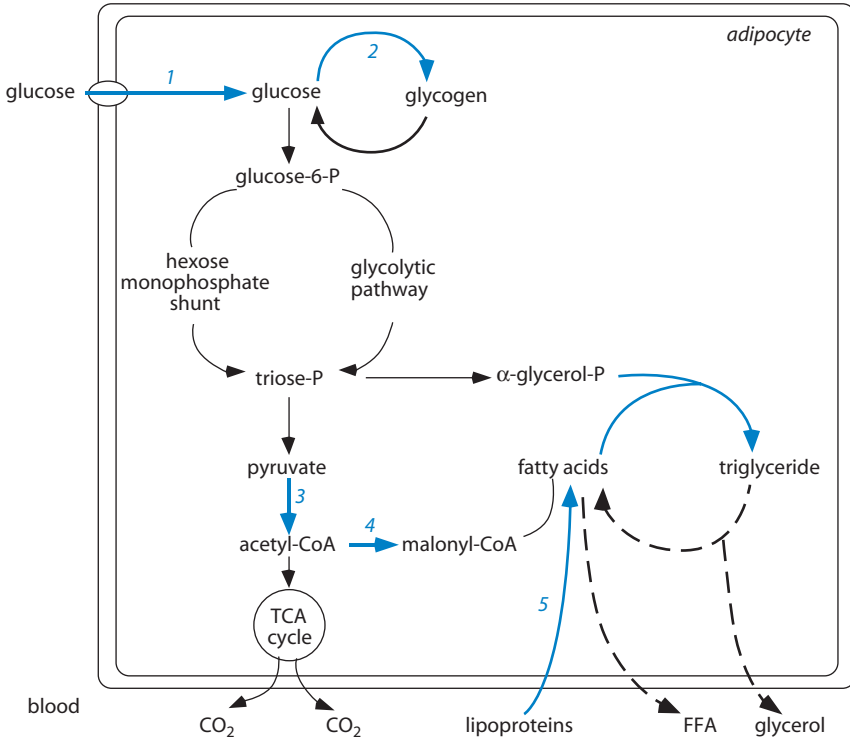 adipocyte
1
2
glucose
glucose
glycogen
glucose-6-P
hexose
monophosphate
shunt
glycolytic
pathway
triose-P
α-glycerol-P
pyruvate
fatty acids
triglyceride
3
4
acetyl-CoA
malonyl-CoA
5
TCA
cycle
blood
CO₂
CO₂
lipoproteins
FFA
glycerol